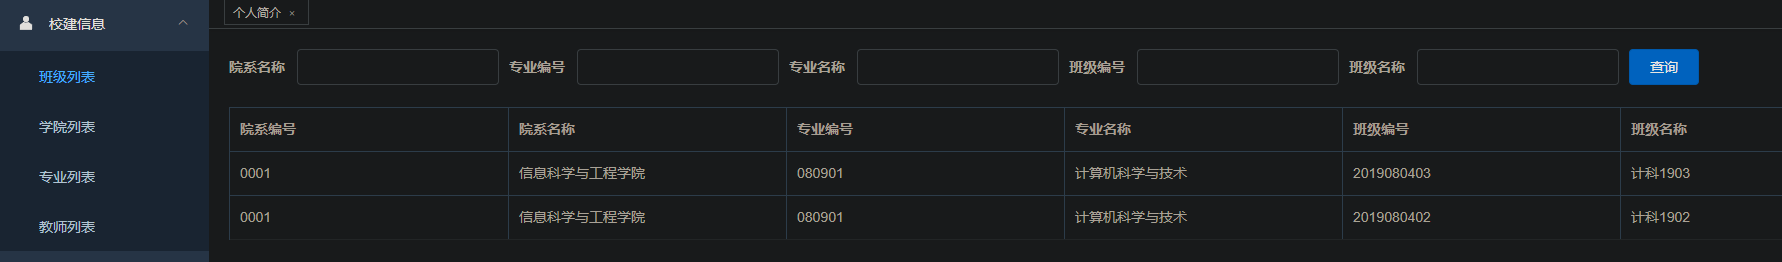 校建信息
班级列表
学院列表
专业列表
教师列表
个人简介 ×
院系名称 专业编号 专业名称 班级编号 班级名称 查询
院系编号 院系名称 专业编号 专业名称 班级编号 班级名称
0001 信息科学与工程学院 080901 计算机科学与技术 2019080403 计科1903
0001 信息科学与工程学院 080901 计算机科学与技术 2019080402 计科1902